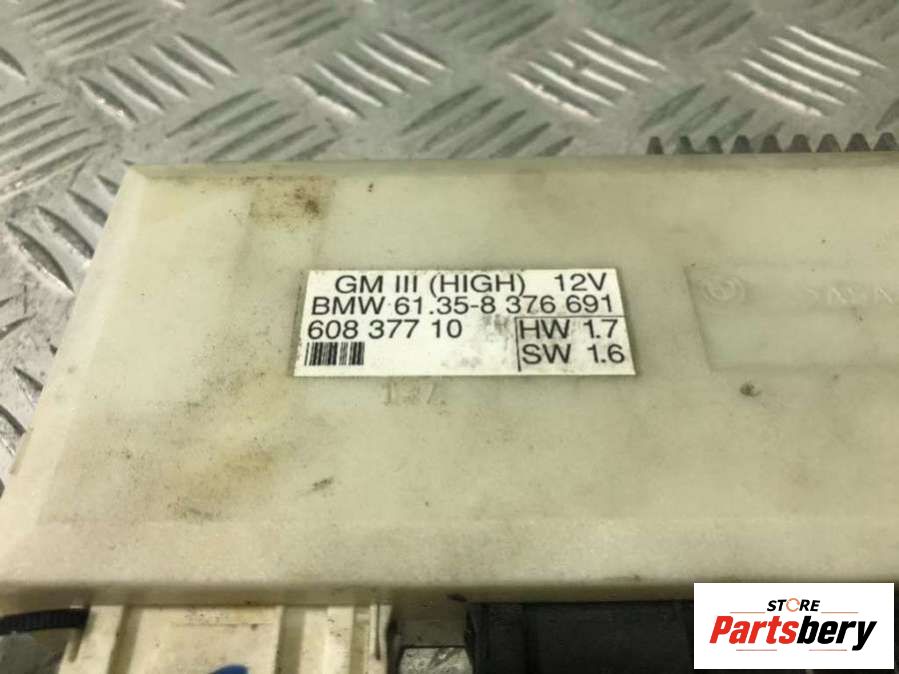 GM III (HIGH) 12V
BMW 61.35-8 376 691
608 377 10
HW 1.7
SW 1.6
STORE
Partsbery